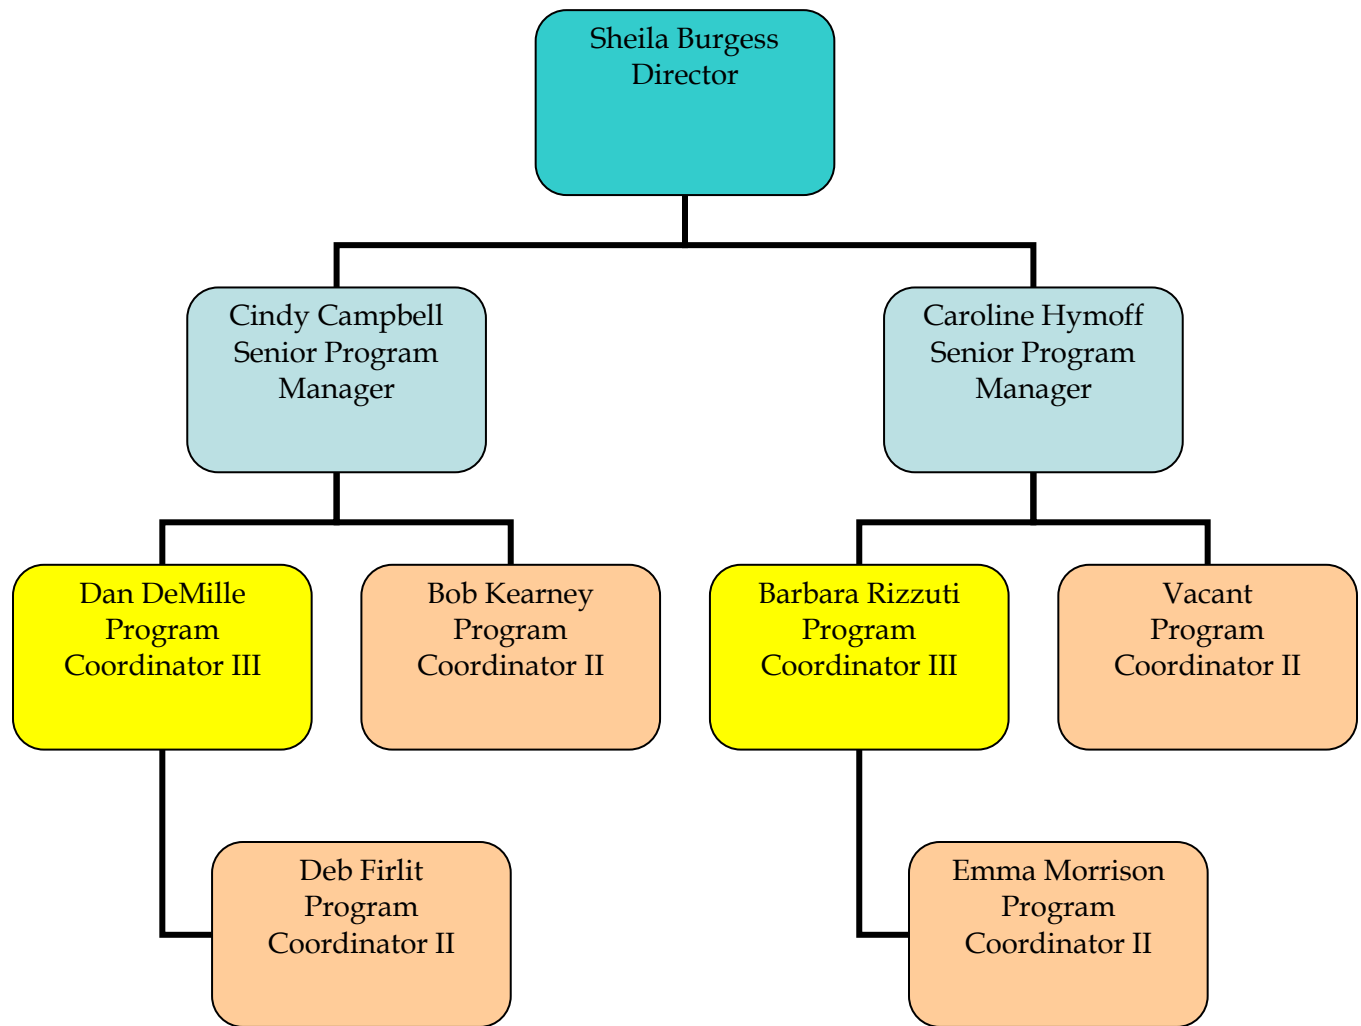 Sheila Burgess
Director
Cindy Campbell
Senior Program
Manager
Caroline Hymoff
Senior Program
Manager
Dan DeMille
Program
Coordinator III
Bob Kearney
Program
Coordinator II
Barbara Rizzuti
Program
Coordinator III
Vacant
Program
Coordinator II
Deb Firlit
Program
Coordinator II
Emma Morrison
Program
Coordinator II